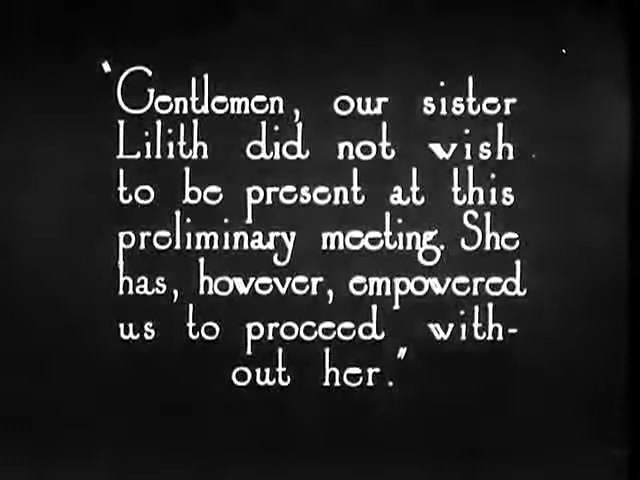 "Gentlemen, our sister
Lilith did not wish
to be present at this
preliminary meeting. She
has, however, empowered
us to proceed with-
out her."